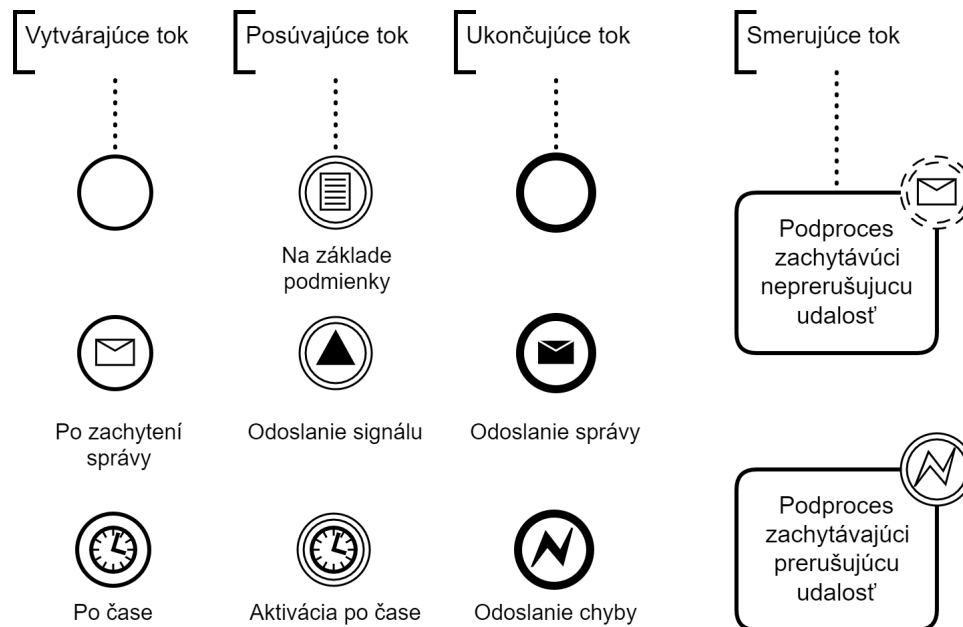 Vytvárajúce tok
Posúvajúce tok
Ukončujúce tok
Smerujúce tok
Na základe
podmienky
Podproces
zachytávúci
neprerušujucu
udalosť
Po zachytení
správy
Odoslanie signálu
Odoslanie správy
Po čase
Aktivácia po čase
Odoslanie chyby
Podproces
zachytávajúci
prerušujúcu
udalosť